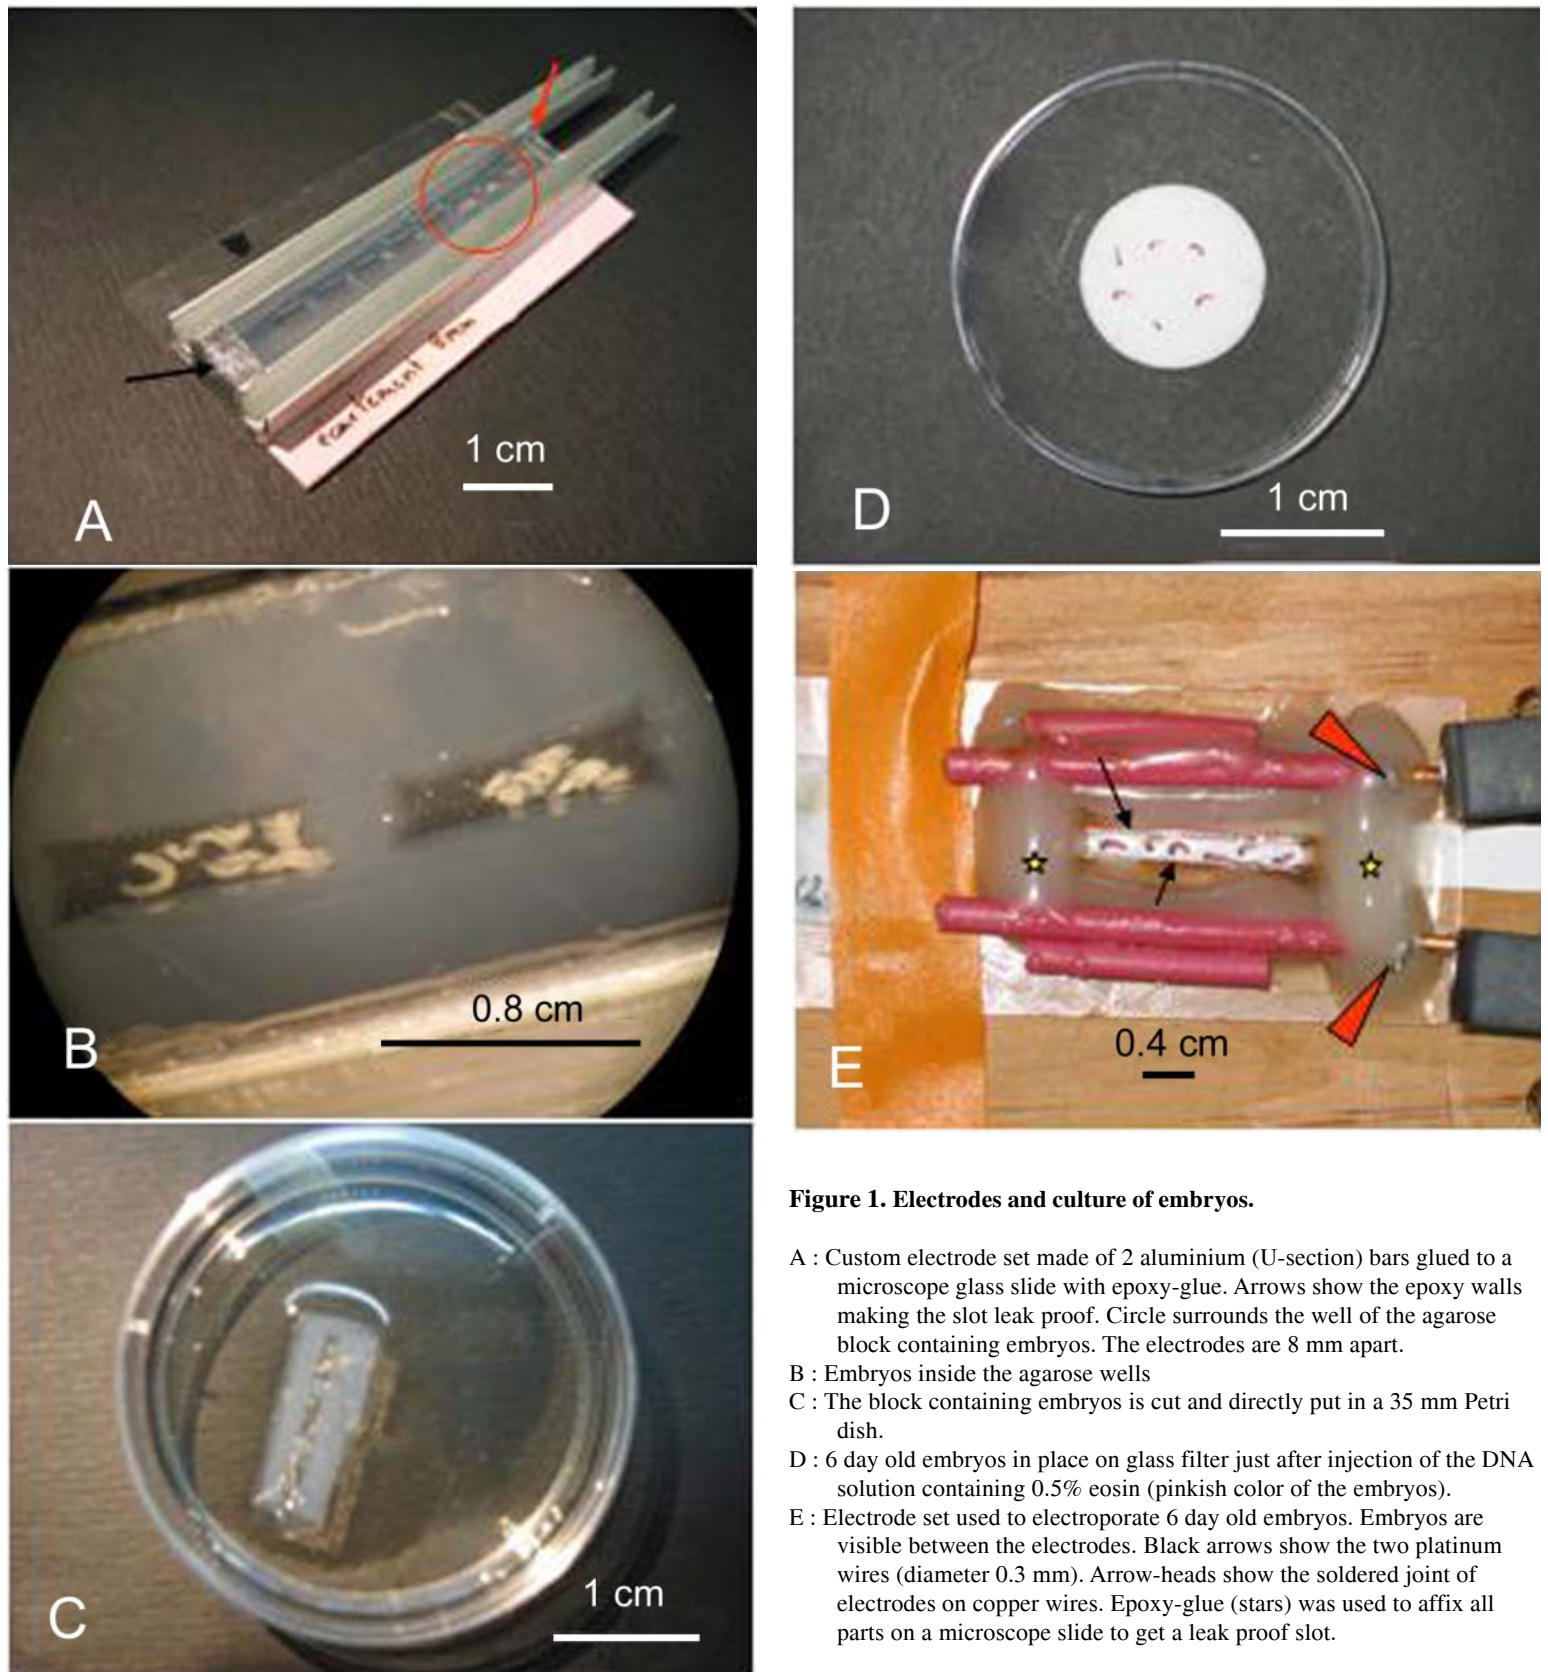 ecartement 8mm
1 cm
A
1 cm
D
0.8 cm
B
0.4 cm
E
1 cm
C
Figure 1. Electrodes and culture of embryos.
A : Custom electrode set made of 2 aluminium (U-section) bars glued to a
microscope glass slide with epoxy-glue. Arrows show the epoxy walls
making the slot leak proof. Circle surrounds the well of the agarose
block containing embryos. The electrodes are 8 mm apart.
B : Embryos inside the agarose wells
C : The block containing embryos is cut and directly put in a 35 mm Petri
dish.
D : 6 day old embryos in place on glass filter just after injection of the DNA
solution containing 0.5% eosin (pinkish color of the embryos).
E : Electrode set used to electroporate 6 day old embryos. Embryos are
visible between the electrodes. Black arrows show the two platinum
wires (diameter 0.3 mm). Arrow-heads show the soldered joint of
electrodes on copper wires. Epoxy-glue (stars) was used to affix all
parts on a microscope slide to get a leak proof slot.